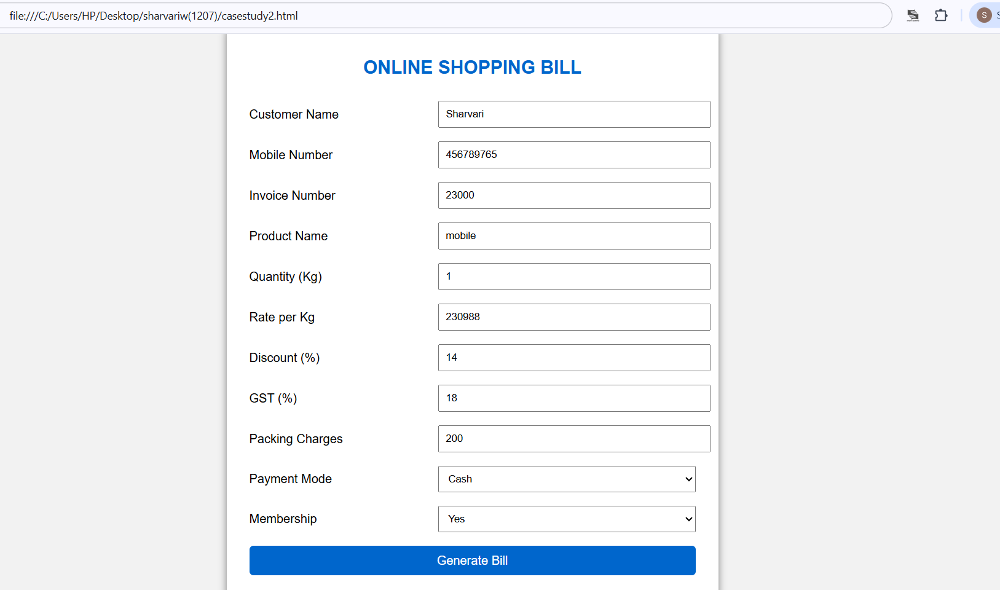 file:///C:/Users/HP/Desktop/sharvariw(1207)/casestudy2.html
S
ONLINE SHOPPING BILL
Customer Name Sharvari
Mobile Number 456789765
Invoice Number 23000
Product Name mobile
Quantity (Kg) 1
Rate per Kg 230988
Discount (%) 14
GST (%) 18
Packing Charges 200
Payment Mode Cash
Membership Yes
Generate Bill